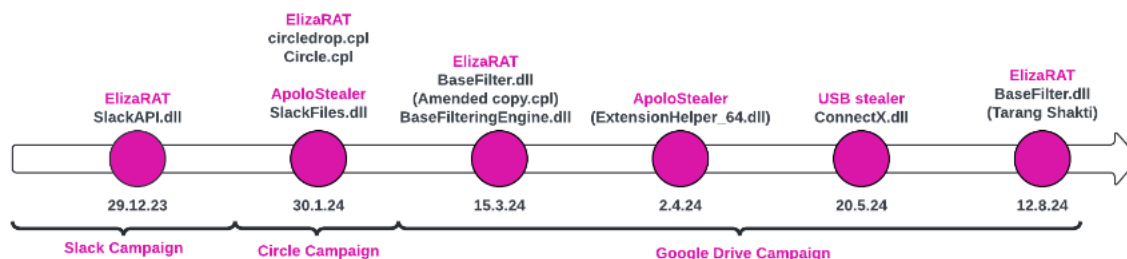 ElizaRAT
SlackAPI.dll
ElizaRAT
circledrop.cpl
Circle.cpl
ApoloStealer
SlackFiles.dll
ElizaRAT
BaseFilter.dll
(Amended copy.cpl)
BaseFilteringEngine.dll
ApoloStealer
(ExtensionHelper_64.dll)
USB stealer
ConnectX.dll
ElizaRAT
BaseFilter.dll
(Tarang Shakti)
29.12.23
30.1.24
15.3.24
2.4.24
20.5.24
12.8.24
Slack Campaign
Circle Campaign
Google Drive Campaign